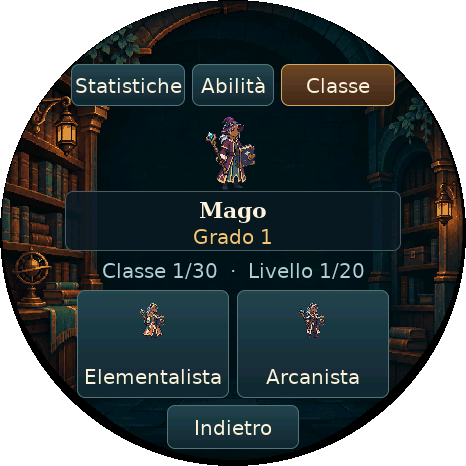 Statistiche Abilità Classe
Mago
Grado 1
Classe 1/30 · Livello 1/20
Elementalista Arcanista
Indietro